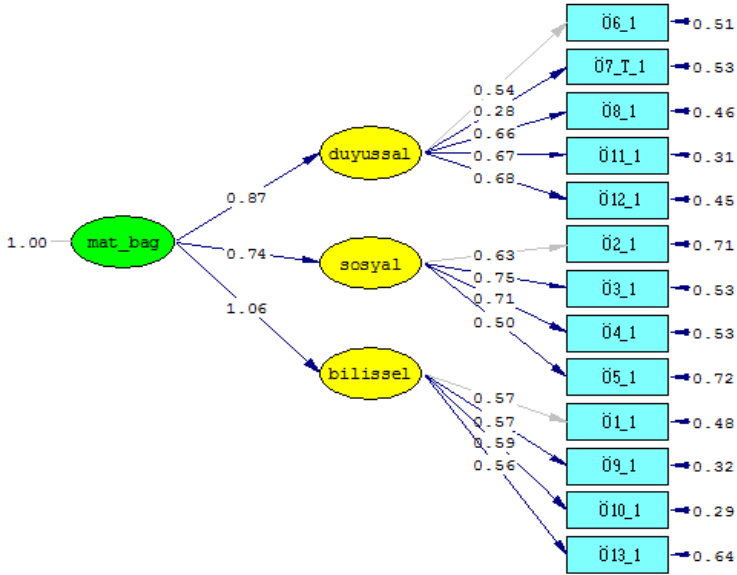 Ö6_1
0.51
Ö7_T_1
0.53
0.54
0.28
Ö8_1
0.46
0.66
duyussal
0.67
Ö11_1
0.31
0.68
Ö12_1
0.45
0.87
1.00
mat_bag
0.74
Ö2_1
0.71
0.63
sosyal
0.75
Ö3_1
0.53
0.71
0.50
Ö4_1
0.53
1.06
bilissel
Ö5_1
0.72
0.57
Ö1_1
0.48
0.57
0.59
0.56
Ö9_1
0.32
Ö10_1
0.29
Ö13_1
0.64